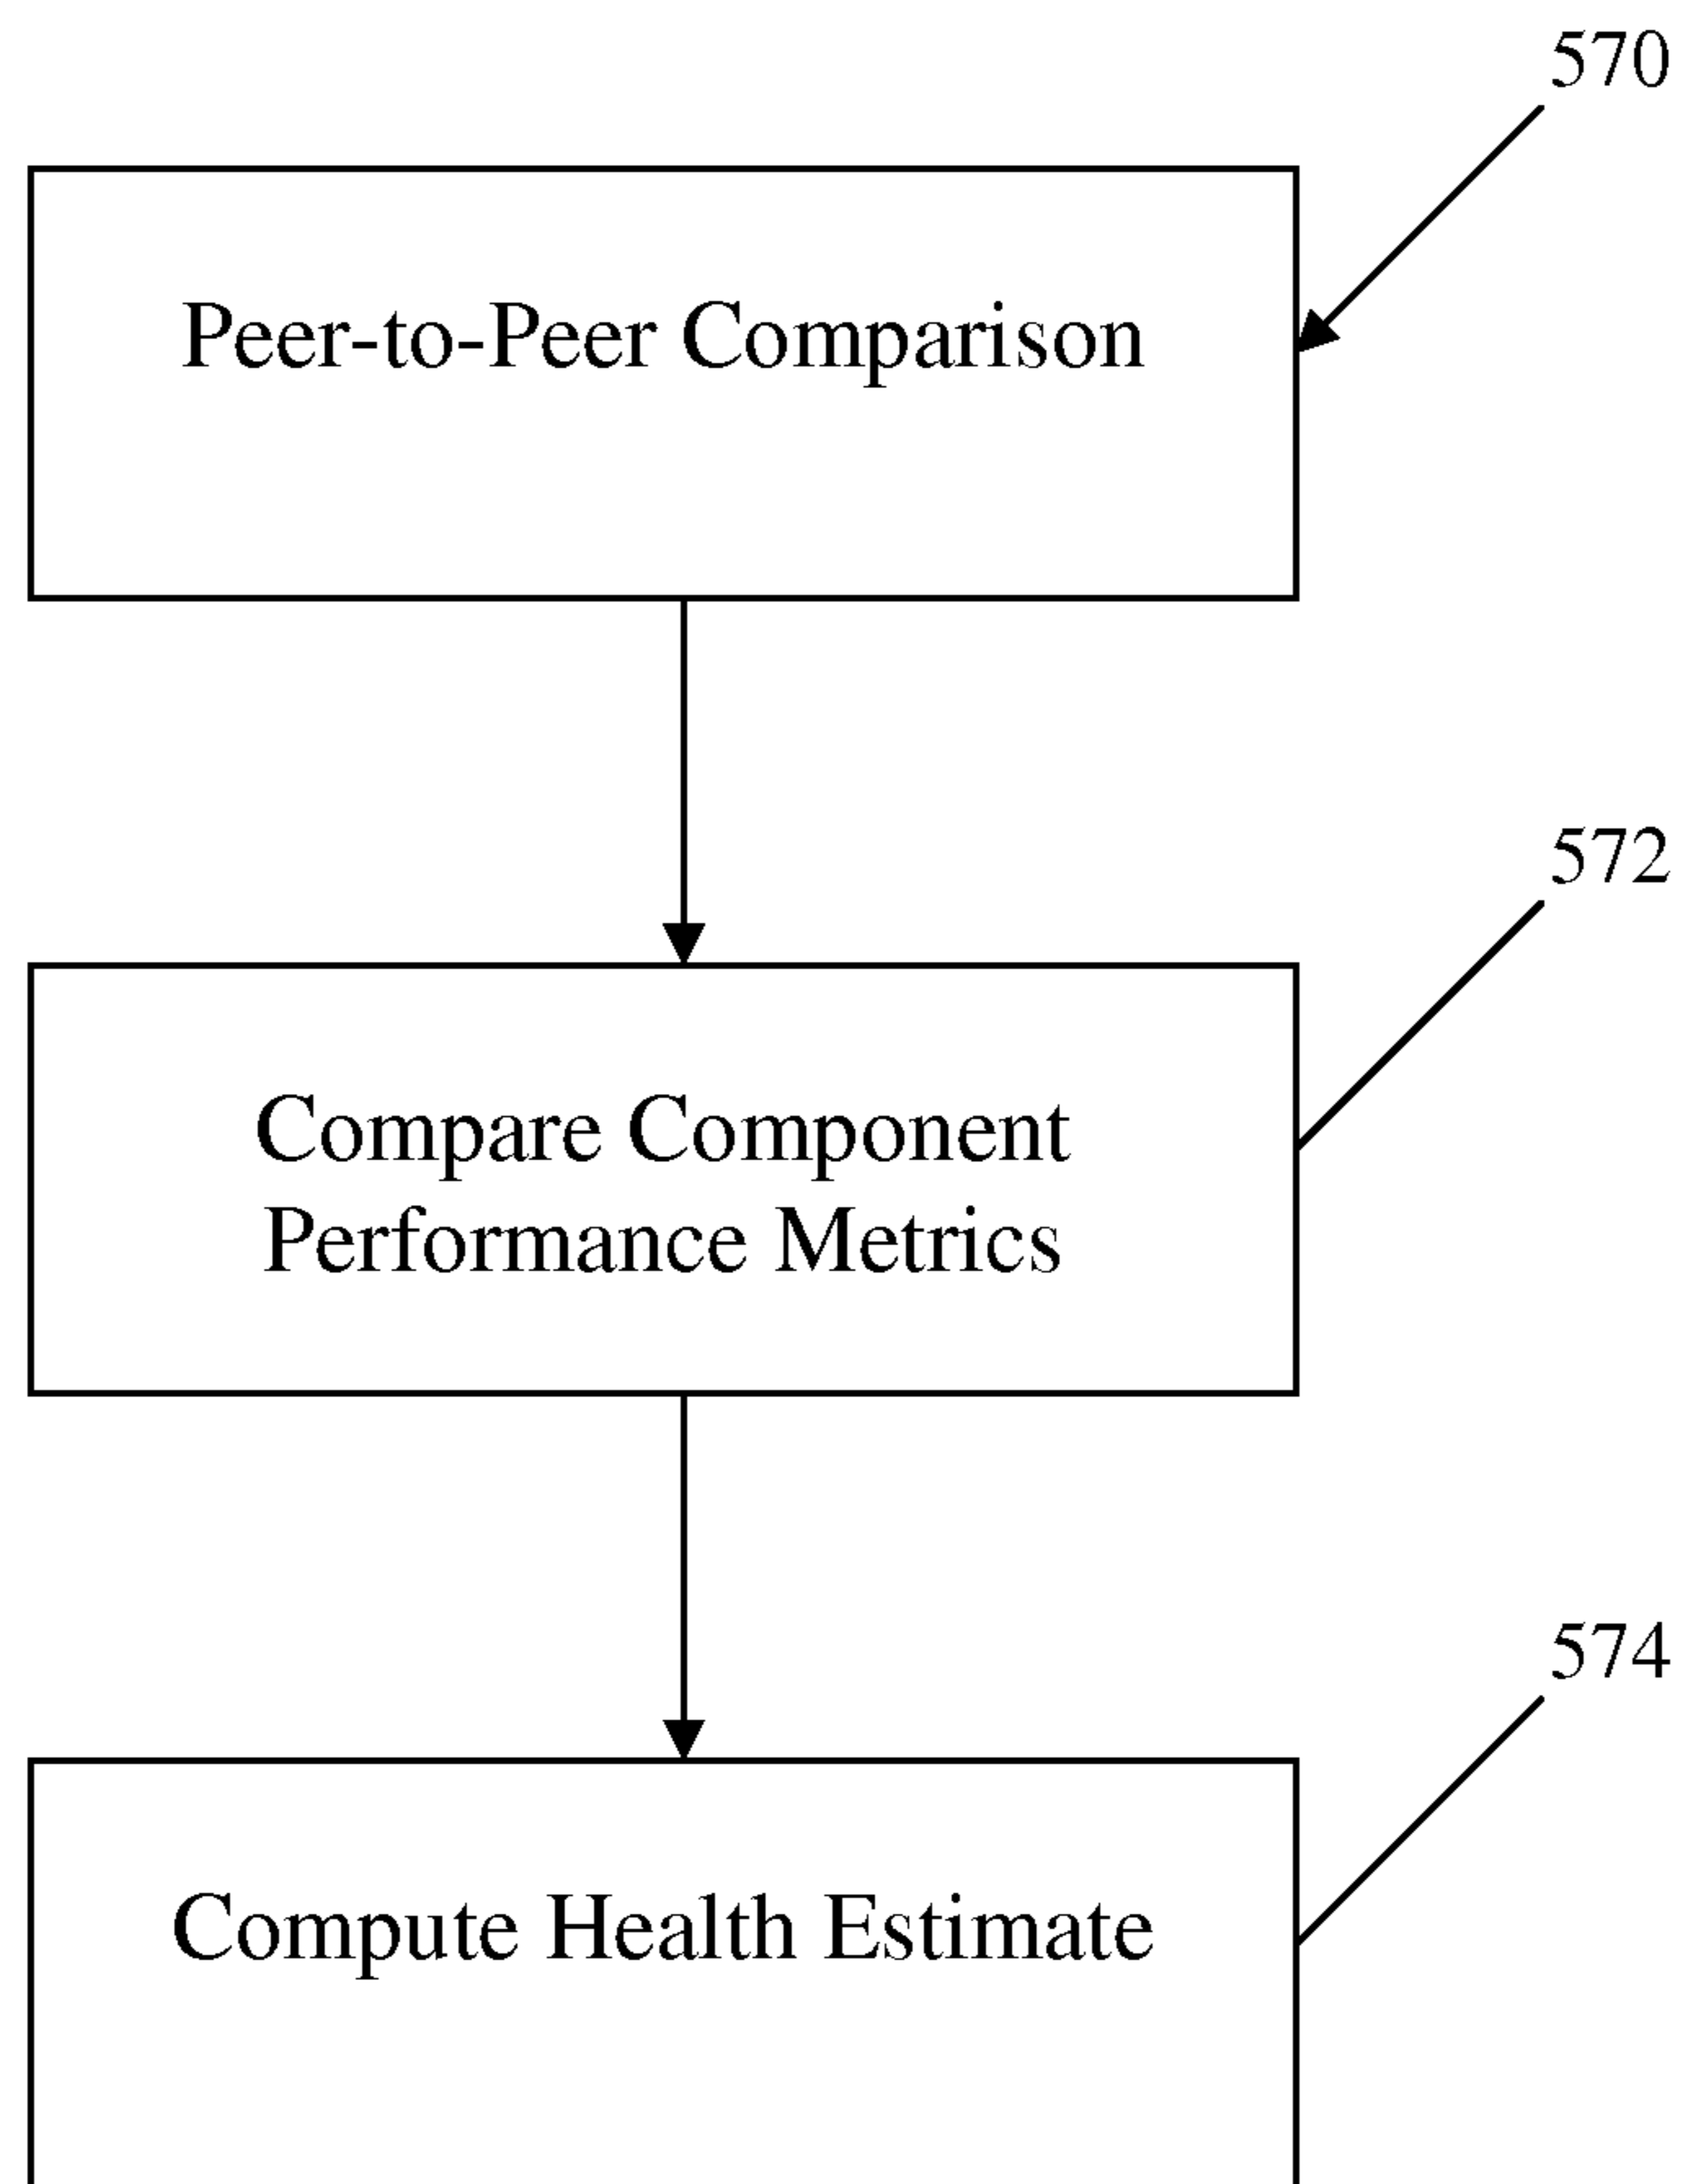 570
Peer-to-Peer Comparison
572
Compare Component
Performance Metrics
574
Compute Health Estimate